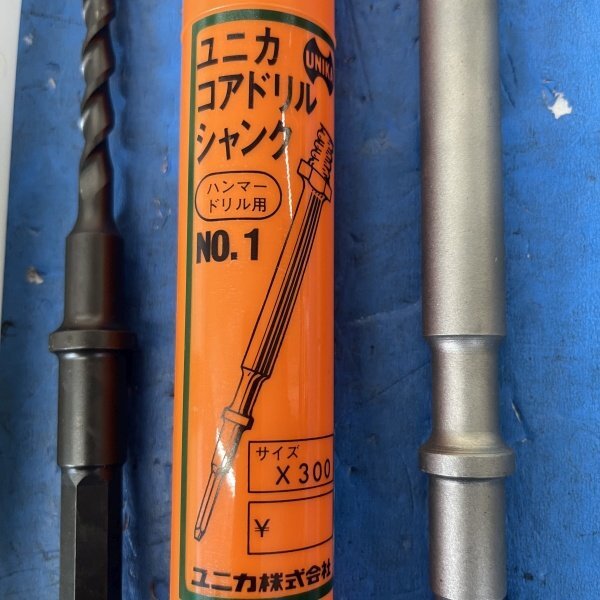 ユニカ
UNIKA
コアドリル
シャンク
ハンマー
ドリル用
NO.1
サイズ
X300
¥
ユニカ株式会社